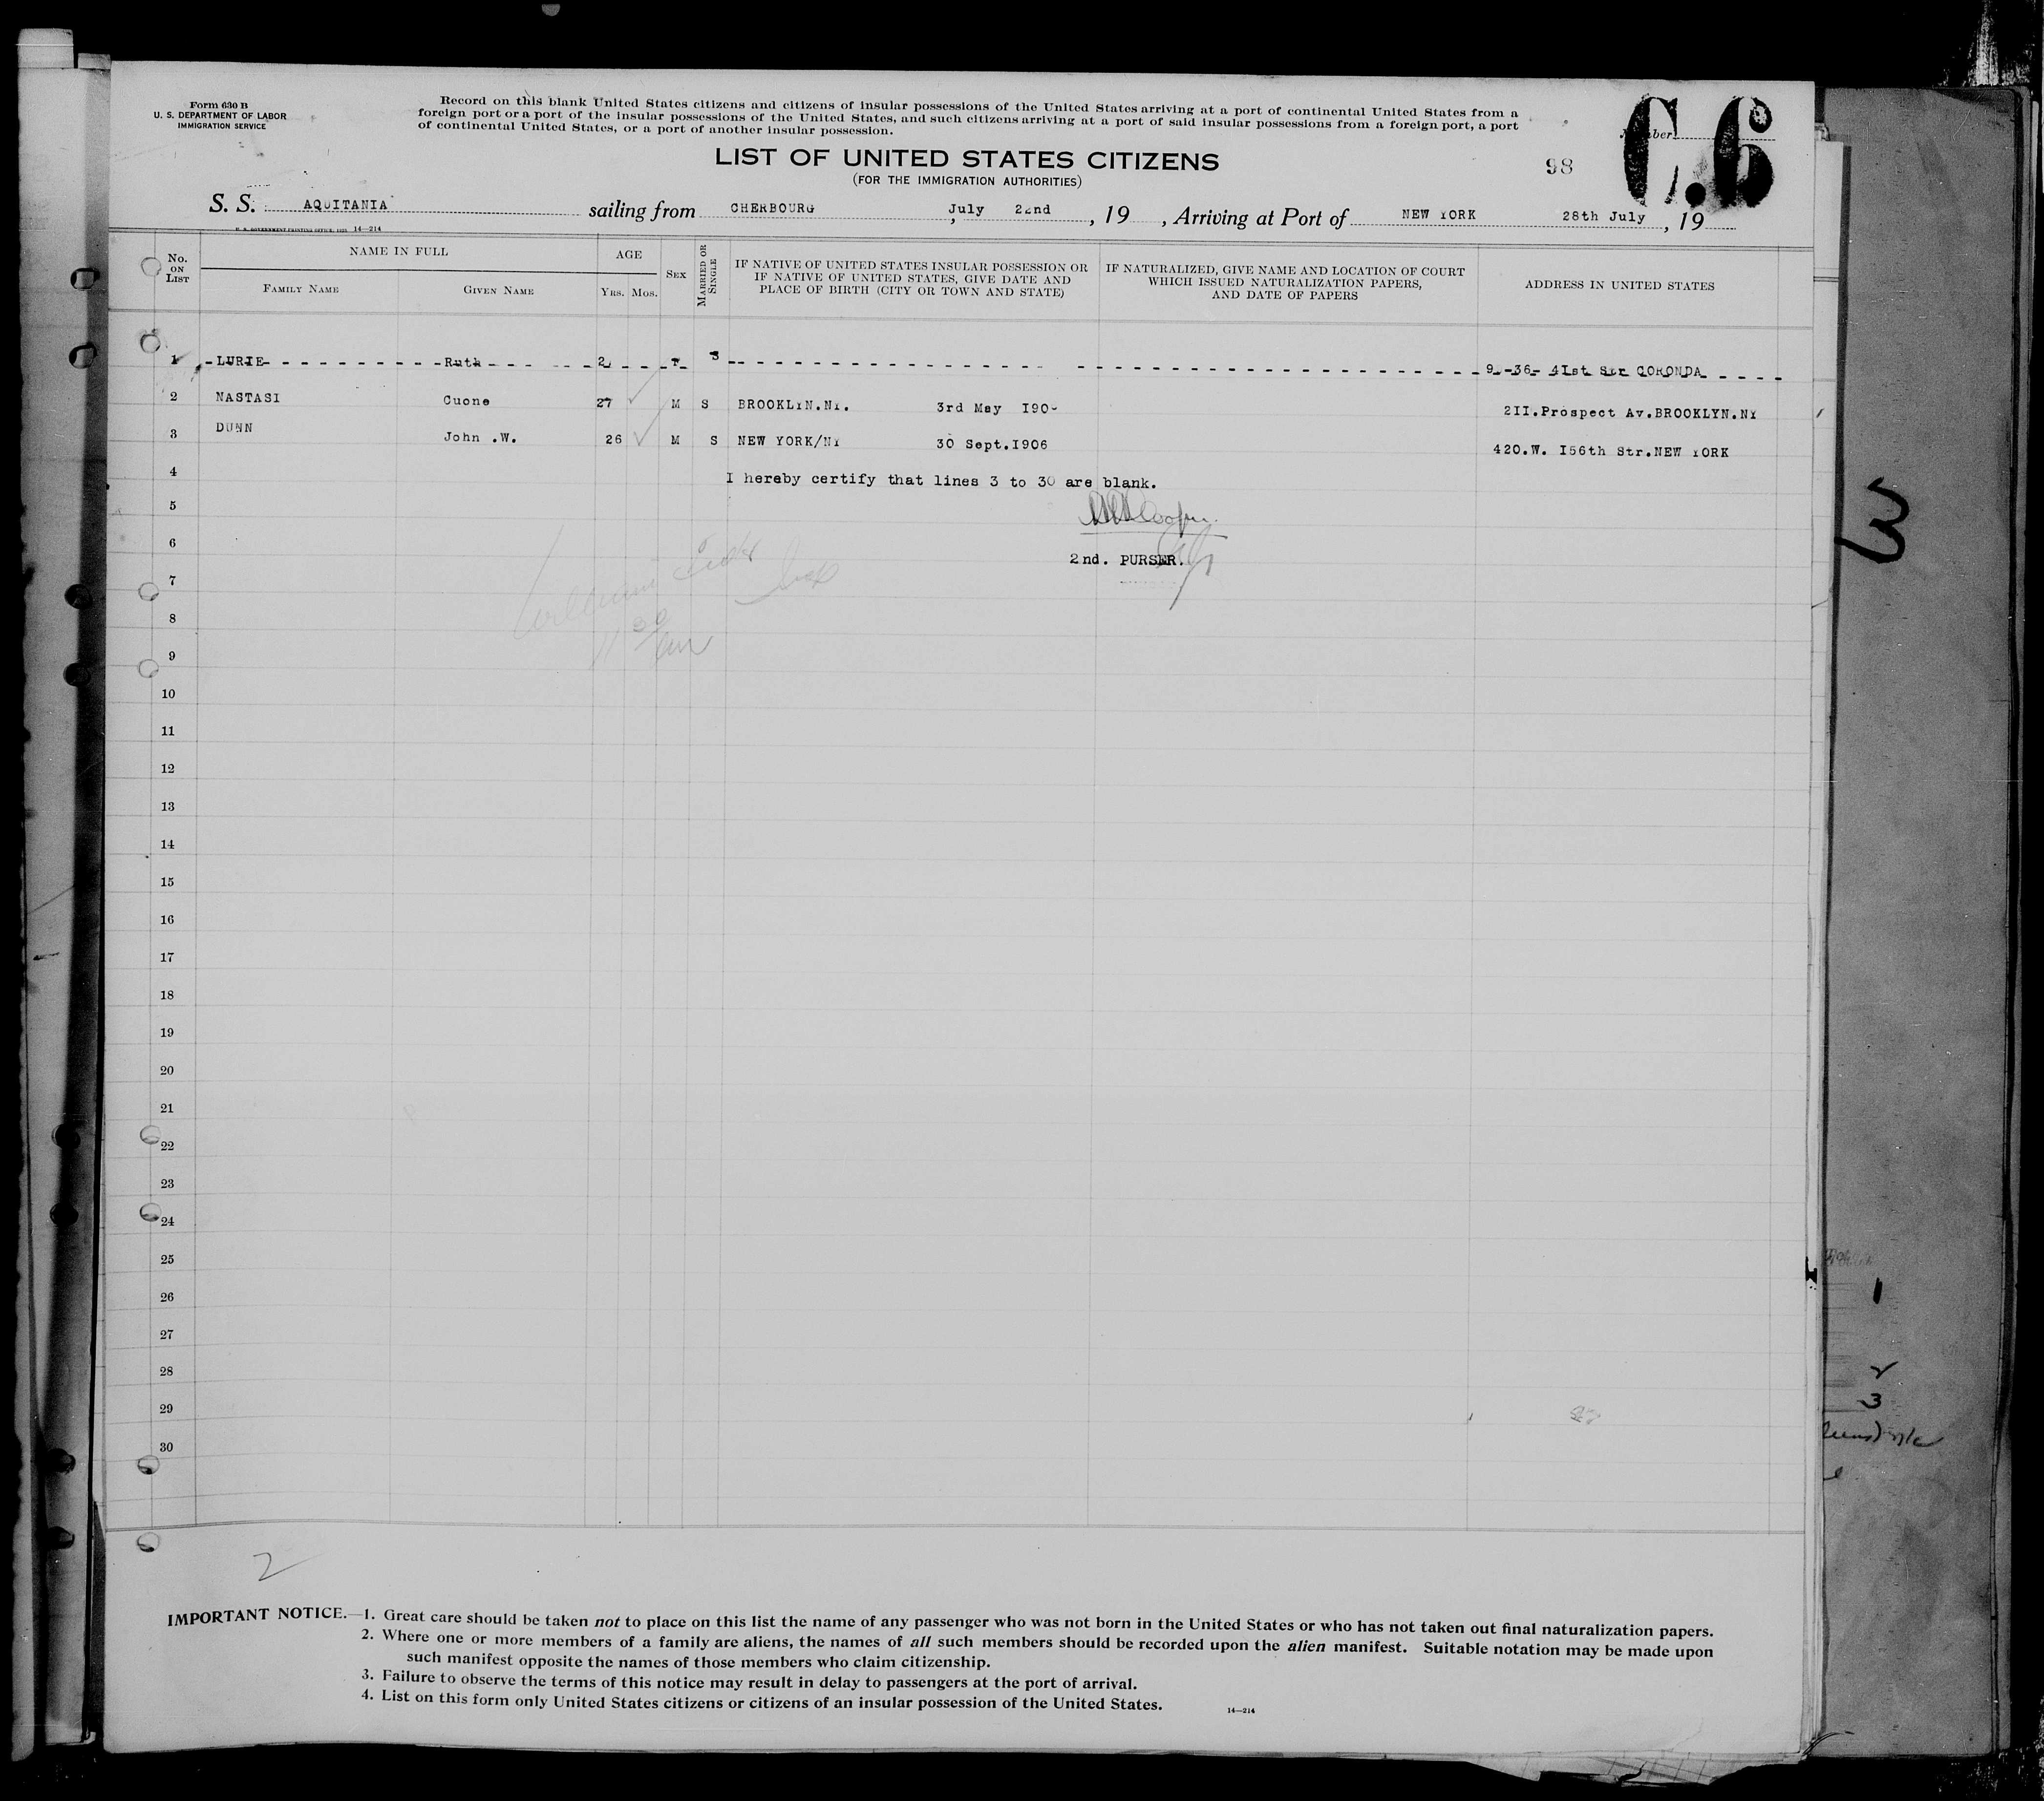 Form 630 B
U. S. DEPARTMENT OF LABOR
IMMIGRATION SERVICE
Record on this blank United States citizens and citizens of insular possessions of the United States arriving at a port of continental United States from a
foreign port or a port of the insular possessions of the United States, and such citizens arriving at a port of said insular possessions from a foreign port, a port
of continental United States, or a port of another insular possession.
C.6
98
LIST OF UNITED STATES CITIZENS
(FOR THE IMMIGRATION AUTHORITIES)
S. S. AQUITANIA sailing from CHERBOURG July 22nd, 19 , Arriving at Port of NEW YORK 28th July, 19
14—214
No. ON LIST NAME IN FULL FAMILY NAME GIVEN NAME AGE YRS. MOS. SEX MARRIED OR SINGLE IF NATIVE OF UNITED STATES INSULAR POSSESSION OR IF NATIVE OF UNITED STATES, GIVE DATE AND PLACE OF BIRTH (CITY OR TOWN AND STATE) IF NATURALIZED, GIVE NAME AND LOCATION OF COURT WHICH ISSUED NATURALIZATION PAPERS, AND DATE OF PAPERS ADDRESS IN UNITED STATES
1 LURIE Ruth F S -36- 4Ist Str CORONDA
2 NASTASI Cuone 27 M S BROOKLYN.NY. 3rd May 2II.Prospect Av.BROOKLYN.NY
3 DUNN John .W. 26 M S NEW YORK/NY 30 Sept.I906 420.W. I56th Str.NEW YORK
4 I hereby certify that lines 3 to 30 are blank.
5 Cooper
6 2nd. PURSER.
7
8
9
10
11
12
13
14
15
16
17
18
19
20
21
22
23
24
25
26
27
28
29
30
2
IMPORTANT NOTICE.—1. Great care should be taken not to place on this list the name of any passenger who was not born in the United States or who has not taken out final naturalization papers.
2. Where one or more members of a family are aliens, the names of all such members should be recorded upon the alien manifest. Suitable notation may be made upon
such manifest opposite the names of those members who claim citizenship.
3. Failure to observe the terms of this notice may result in delay to passengers at the port of arrival.
4. List on this form only United States citizens or citizens of an insular possession of the United States.
14—214
3
1
2
3